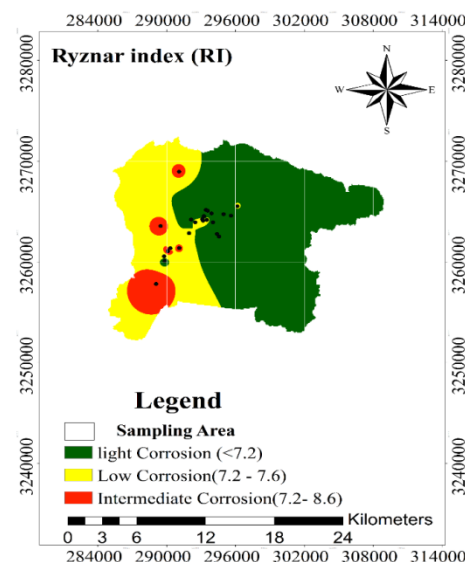 284000 290000 296000 302000 308000 314000
Ryznar index (RI)
N
W E
S
3280000 3280000
3270000 3270000
3260000 3260000
3250000 3250000
3240000 3240000
Legend
Sampling Area
light Corrosion (<7.2)
Low Corrosion(7.2 - 7.6)
Intermediate Corrosion(7.2- 8.6)
Kilometers
0 3 6 12 18 24
284000 290000 296000 302000 308000 314000